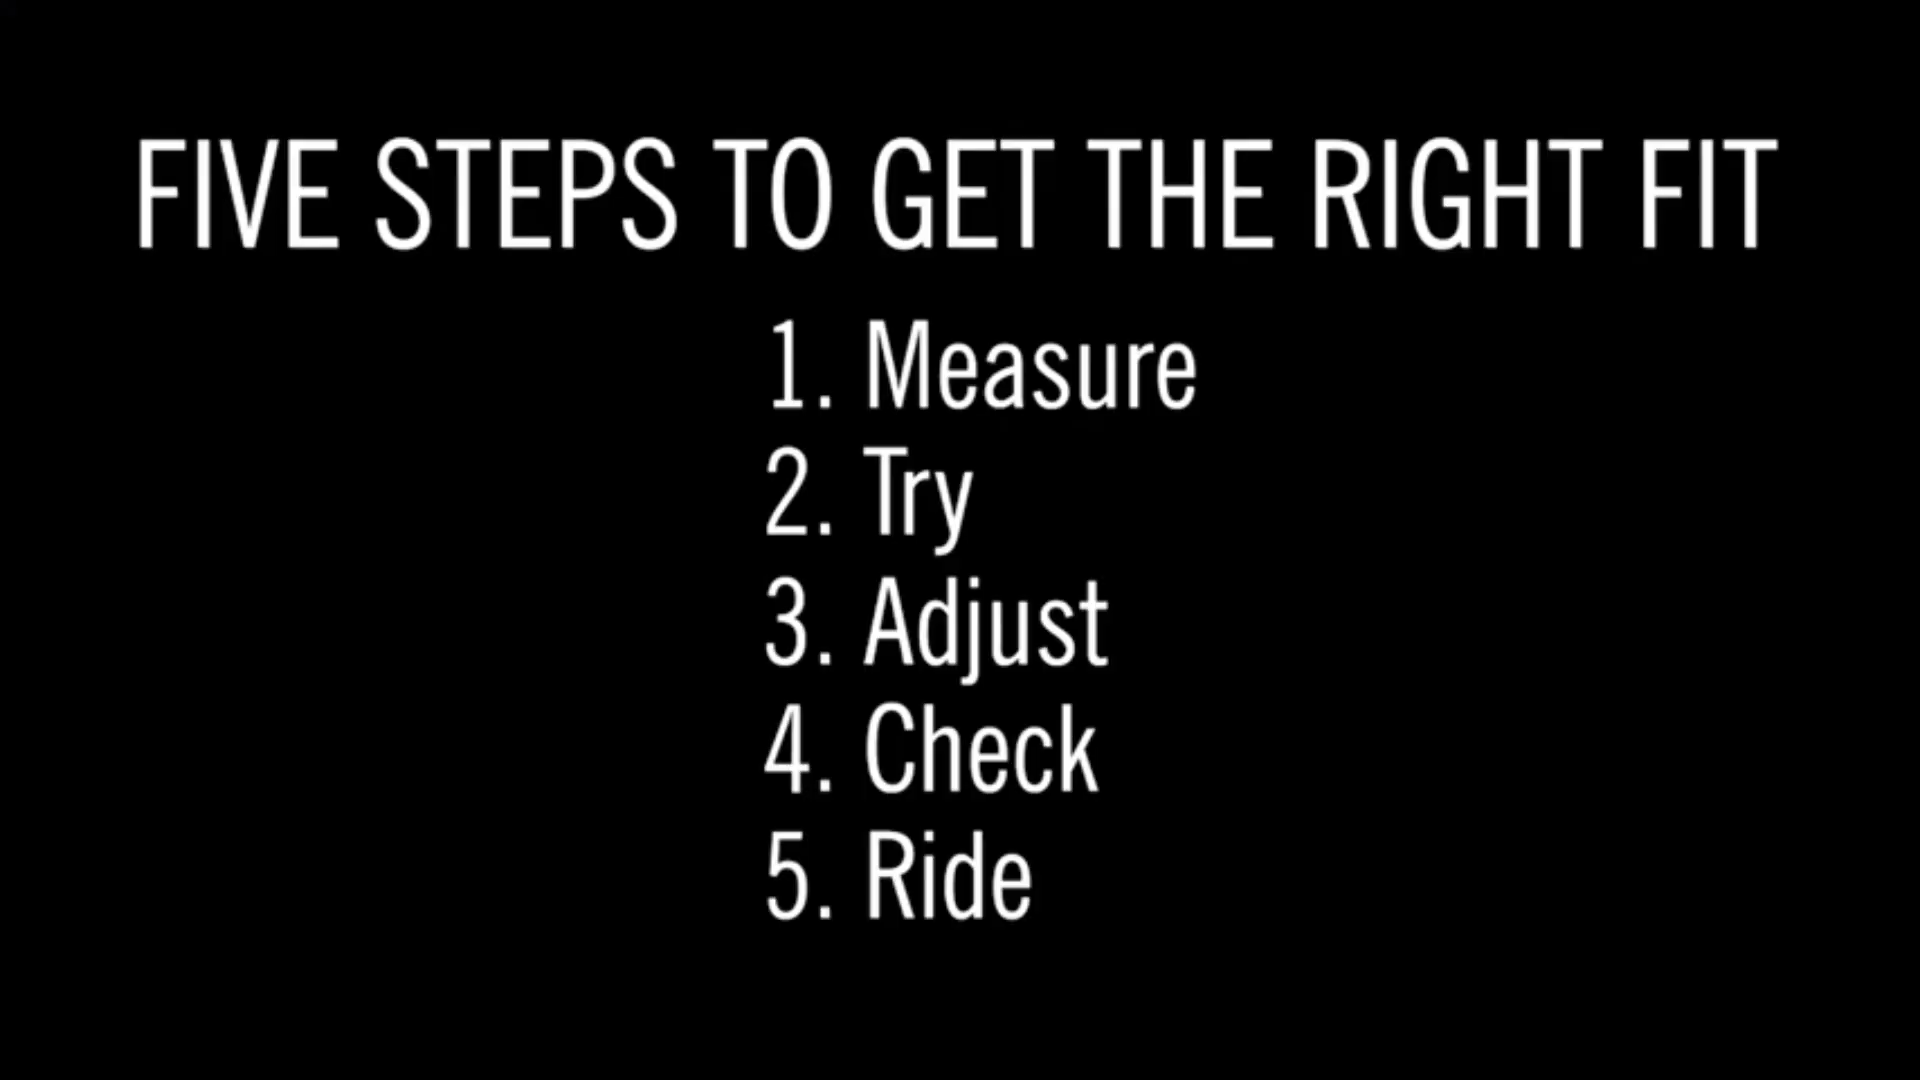 FIVE STEPS TO GET THE RIGHT FIT
1. Measure
2. Try
3. Adjust
4. Check
5. Ride